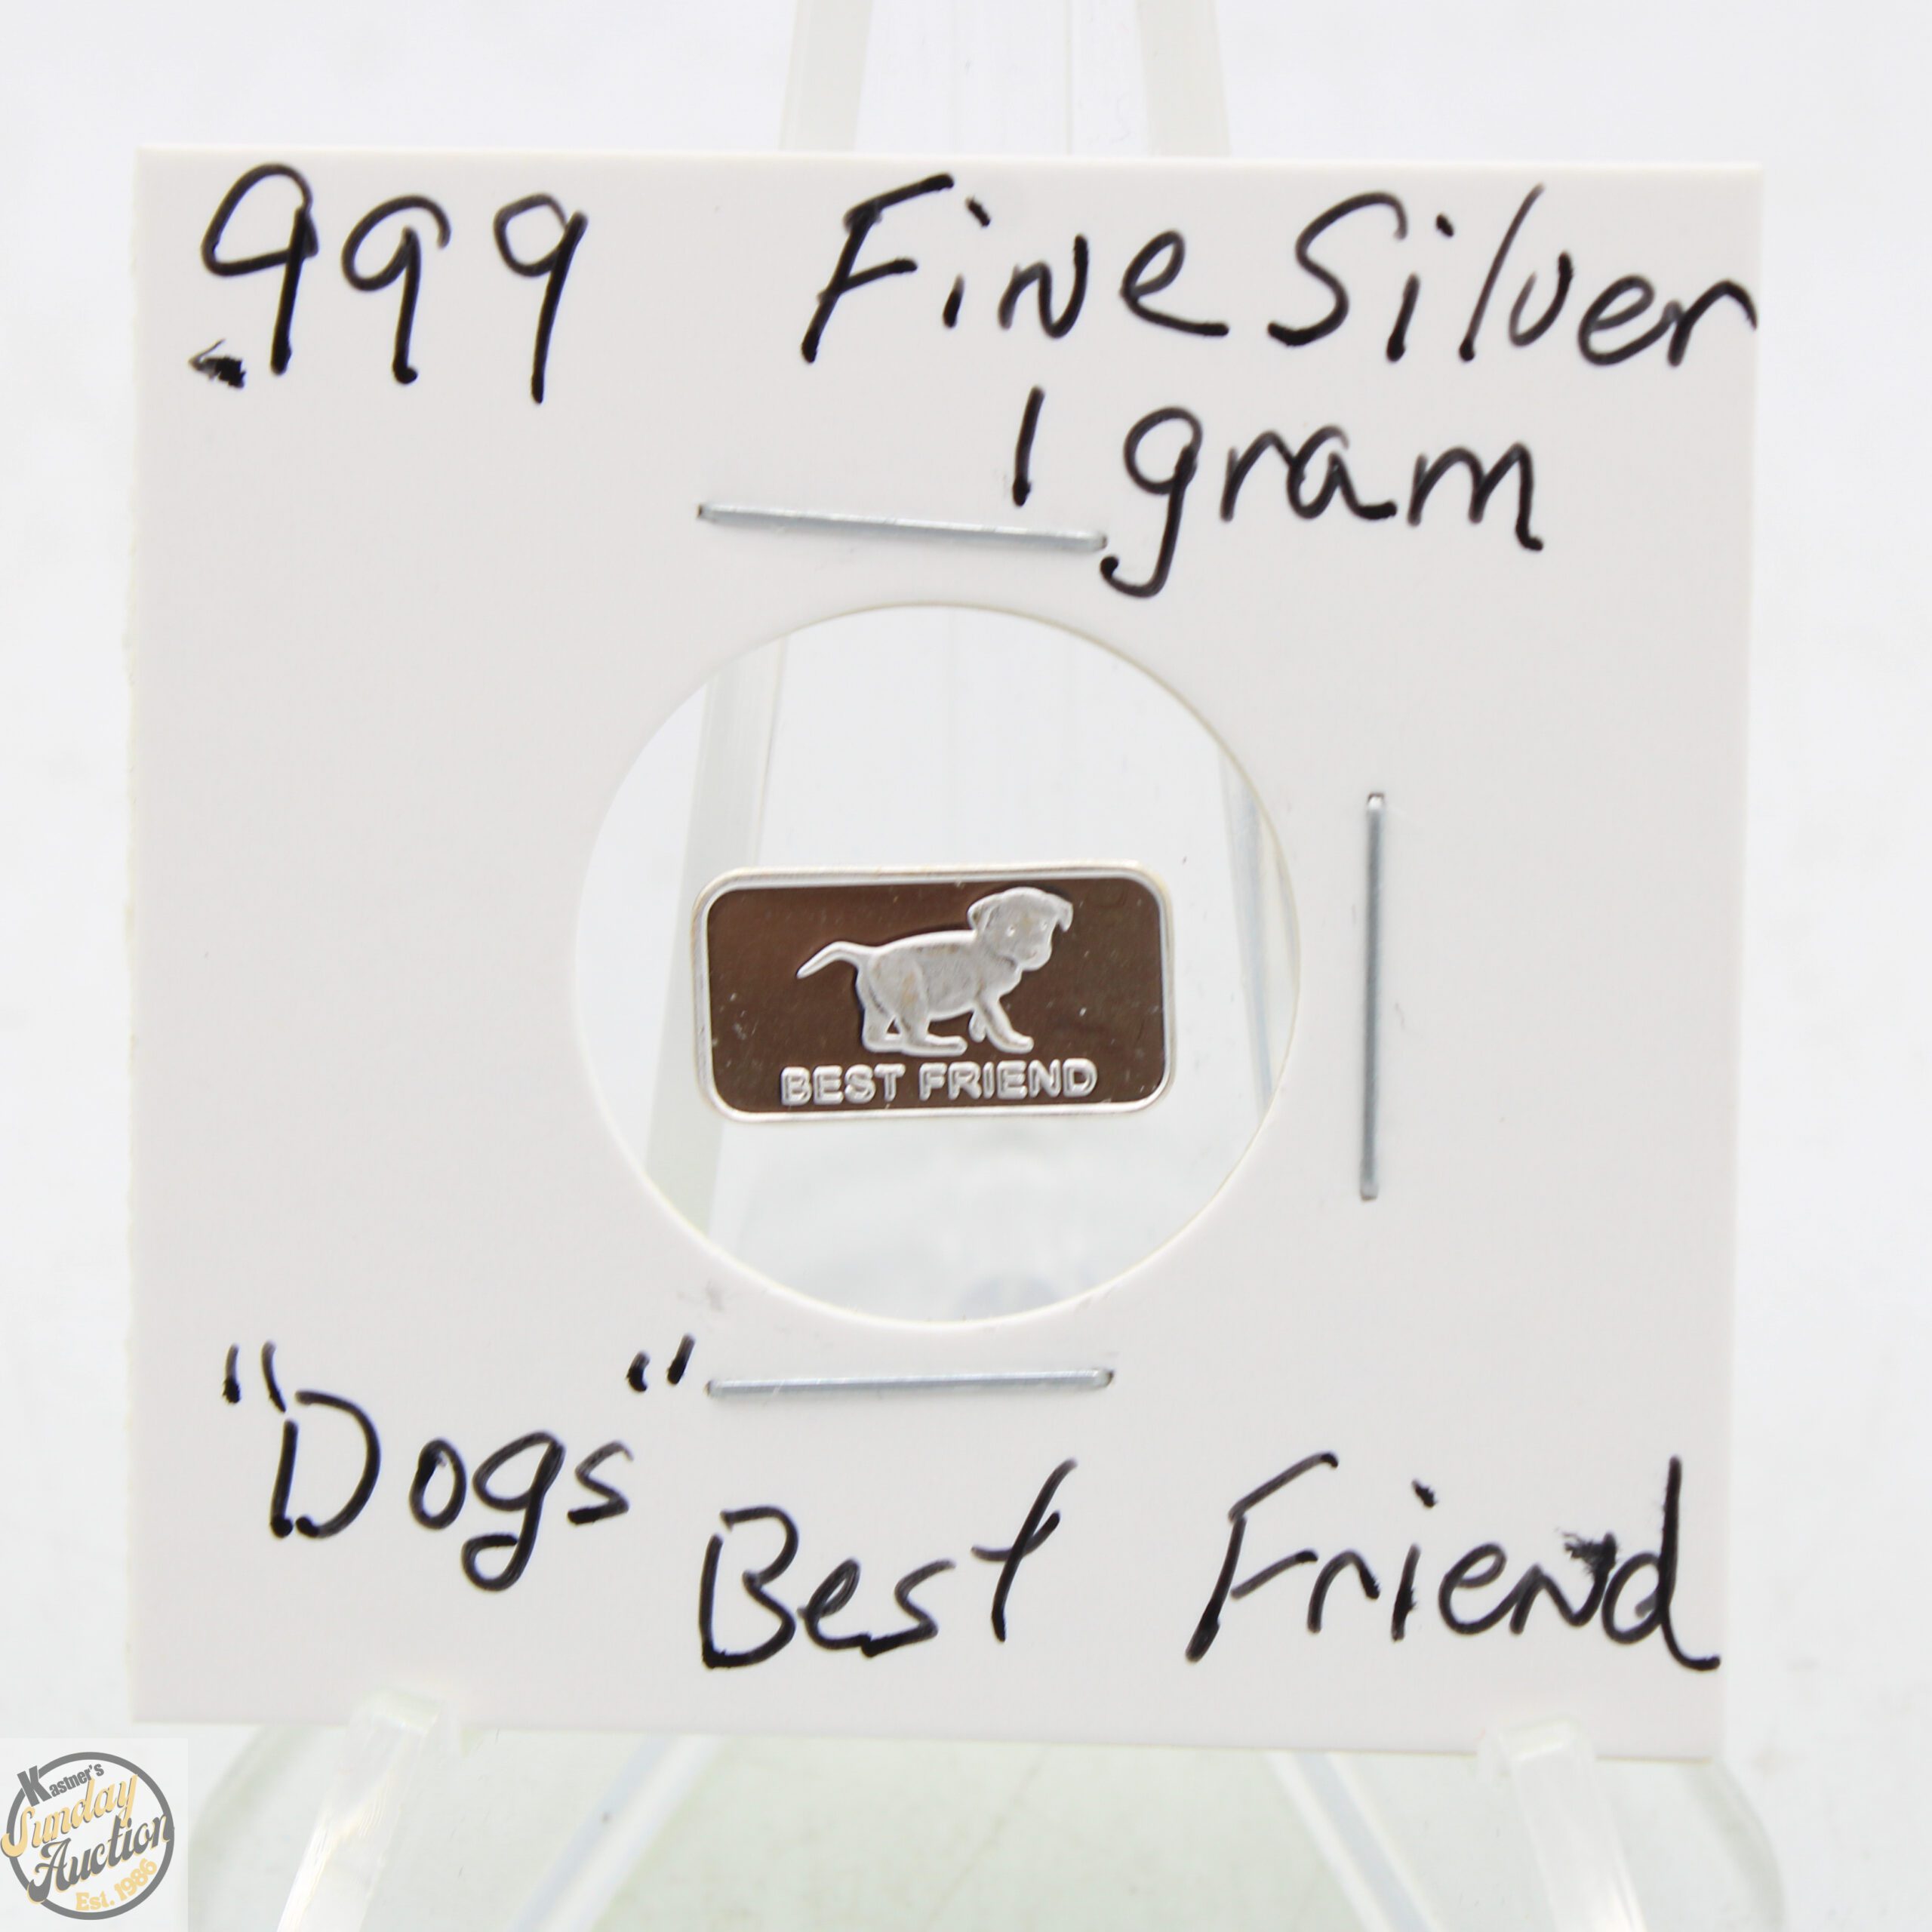 .999 Fine Silver
1 gram
BEST FRIEND
"Dogs"
Best Friend
Kastner's
Sunday
Auction
Est. 1986